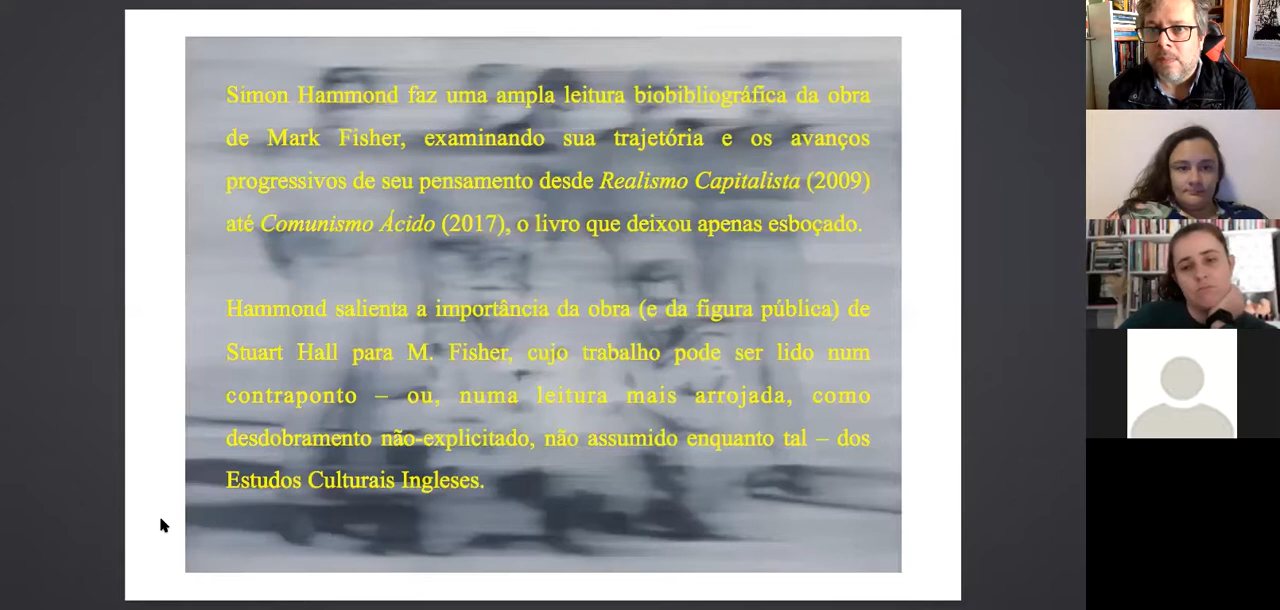 Simon Hammond faz uma ampla leitura biobibliográfica da obra
de Mark Fisher, examinando sua trajetória e os avanços
progressivos de seu pensamento desde Realismo Capitalista (2009)
até Comunismo Ácido (2017), o livro que deixou apenas esboçado.
Hammond salienta a importância da obra (e da figura pública) de
Stuart Hall para M. Fisher, cujo trabalho pode ser lido num
contraponto – ou, numa leitura mais arrojada, como
desdobramento não-explicitado, não assumido enquanto tal – dos
Estudos Culturais Ingleses.